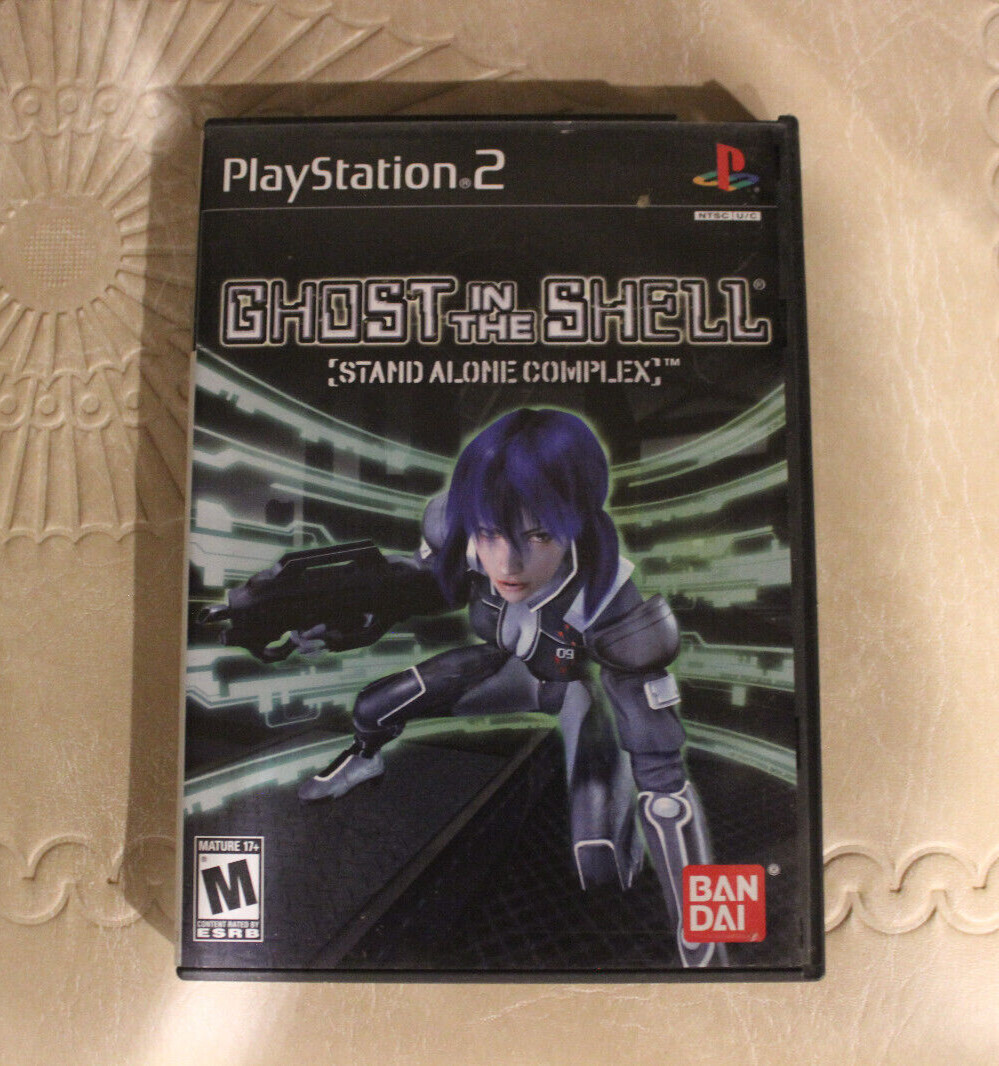 PlayStation®2
NTSC U/C
GHOST IN THE SHELL®
[STAND ALONE COMPLEX]™
09
MATURE 17+
M
®
CONTENT RATED BY
ESRB
BAN
DAI
®